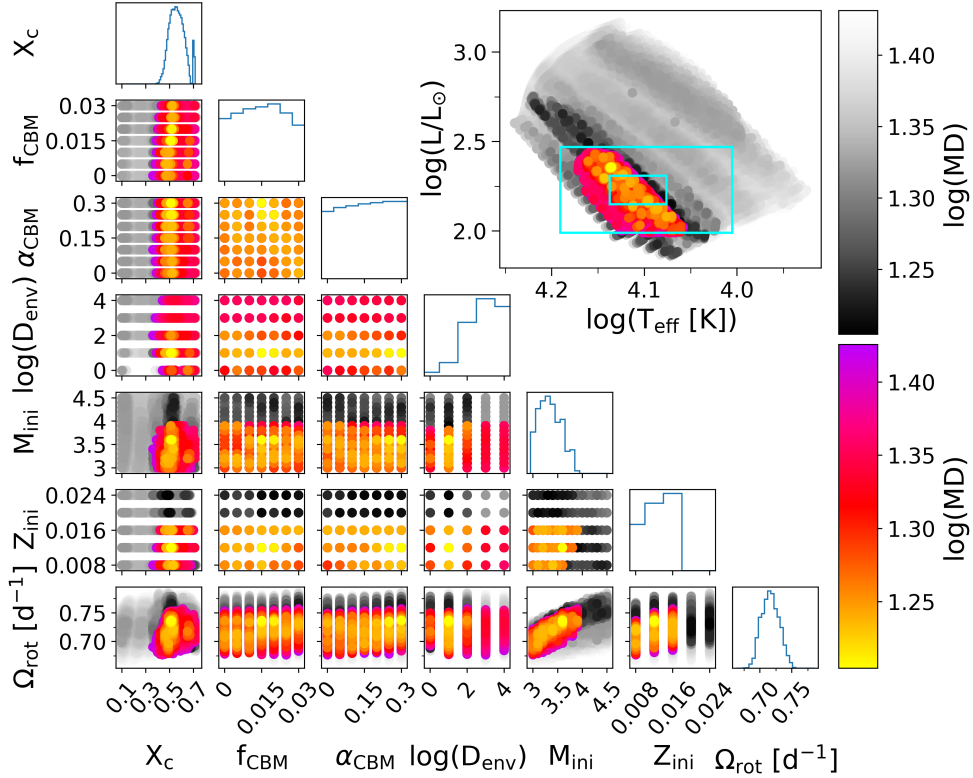 X_c
f_CBM
0.03
0.015
0
α_CBM
0.3
0.15
0
log(D_env)
4
2
0
M_ini
4.5
4
3.5
3
Z_ini
0.024
0.016
0.008
Ω_rot [d⁻¹]
0.75
0.70
0.1 0.3 0.5 0.7
0 0.015 0.03
0 0.15 0.3
0 2 4
3 3.5 4 4.5
0.008 0.016 0.024
0.70 0.75
X_c f_CBM α_CBM log(D_env) M_ini Z_ini Ω_rot [d⁻¹]
log(L/L_⊙)
3.0
2.5
2.0
4.2 4.1 4.0
log(T_eff [K])
1.40
1.35
1.30
1.25
log(MD)
1.40
1.35
1.30
1.25
log(MD)